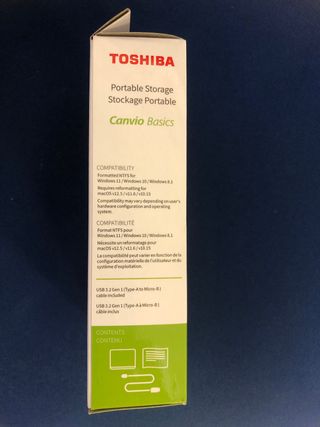 TOSHIBA
Portable Storage
Stockage Portable
Canvio Basics
COMPATIBILITY
Formatted NTFS for
Windows 11 / Windows 10 / Windows 8.1
Requires reformatting for
macOS v12.5 / v11.6 / v10.15
Compatibility may vary depending on user's
hardware configuration and operating
system.
COMPATIBILITÉ
Format NTFS pour
Windows 11 / Windows 10 / Windows 8.1
Nécessite un reformatage pour
macOS v12.5 / v11.6 / v10.15
La compatibilité peut varier en fonction de la
configuration matérielle de l'utilisateur et du
système d'exploitation.
USB 3.2 Gen 1 (Type-A to Micro-B)
cable included
USB 3.2 Gen 1 (Type-A à Micro-B)
câble inclus
CONTENTS
CONTENU